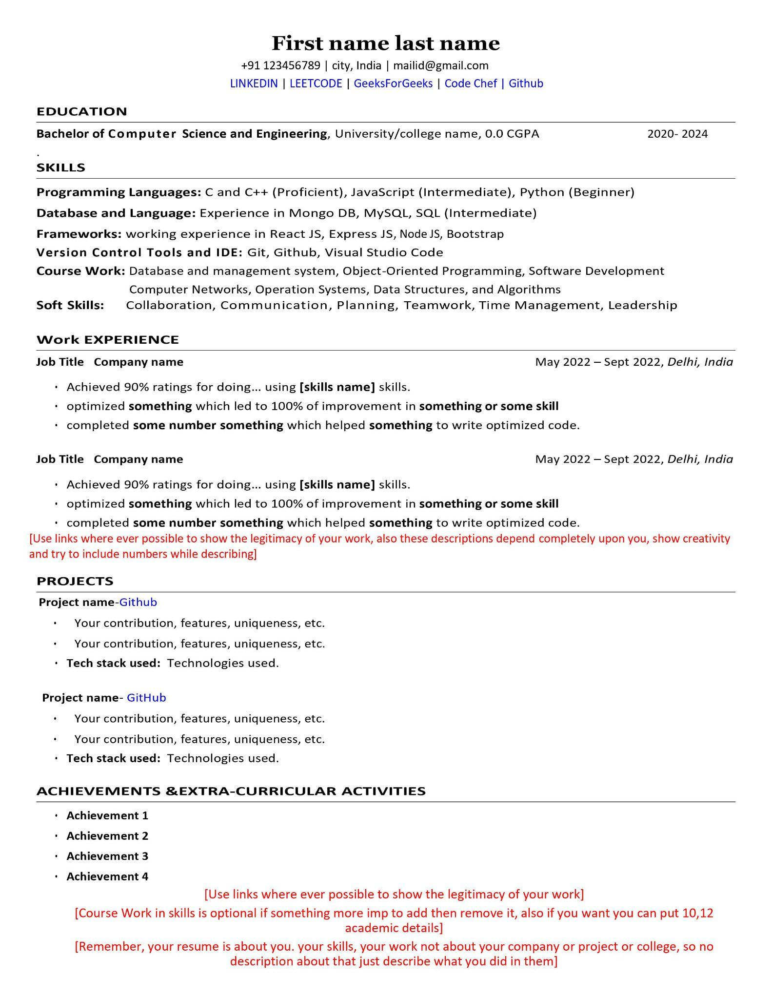 First name last name
+91 123456789 | city, India | mailid@gmail.com
LINKEDIN | LEETCODE | GeeksForGeeks | Code Chef | Github
EDUCATION
Bachelor of Computer Science and Engineering, University/college name, 0.0 CGPA 2020- 2024
.
SKILLS
Programming Languages: C and C++ (Proficient), JavaScript (Intermediate), Python (Beginner)
Database and Language: Experience in Mongo DB, MySQL, SQL (Intermediate)
Frameworks: working experience in React JS, Express JS, Node JS, Bootstrap
Version Control Tools and IDE: Git, Github, Visual Studio Code
Course Work: Database and management system, Object-Oriented Programming, Software Development
Computer Networks, Operation Systems, Data Structures, and Algorithms
Soft Skills: Collaboration, Communication, Planning, Teamwork, Time Management, Leadership
Work EXPERIENCE
Job Title Company name May 2022 – Sept 2022, Delhi, India
· Achieved 90% ratings for doing… using [skills name] skills.
· optimized something which led to 100% of improvement in something or some skill
· completed some number something which helped something to write optimized code.
Job Title Company name May 2022 – Sept 2022, Delhi, India
· Achieved 90% ratings for doing… using [skills name] skills.
· optimized something which led to 100% of improvement in something or some skill
· completed some number something which helped something to write optimized code.
[Use links where ever possible to show the legitimacy of your work, also these descriptions depend completely upon you, show creativity
and try to include numbers while describing]
PROJECTS
Project name-Github
· Your contribution, features, uniqueness, etc.
· Your contribution, features, uniqueness, etc.
· Tech stack used: Technologies used.
Project name- GitHub
· Your contribution, features, uniqueness, etc.
· Your contribution, features, uniqueness, etc.
· Tech stack used: Technologies used.
ACHIEVEMENTS &EXTRA-CURRICULAR ACTIVITIES
· Achievement 1
· Achievement 2
· Achievement 3
· Achievement 4
[Use links where ever possible to show the legitimacy of your work]
[Course Work in skills is optional if something more imp to add then remove it, also if you want you can put 10,12
academic details]
[Remember, your resume is about you. your skills, your work not about your company or project or college, so no
description about that just describe what you did in them]